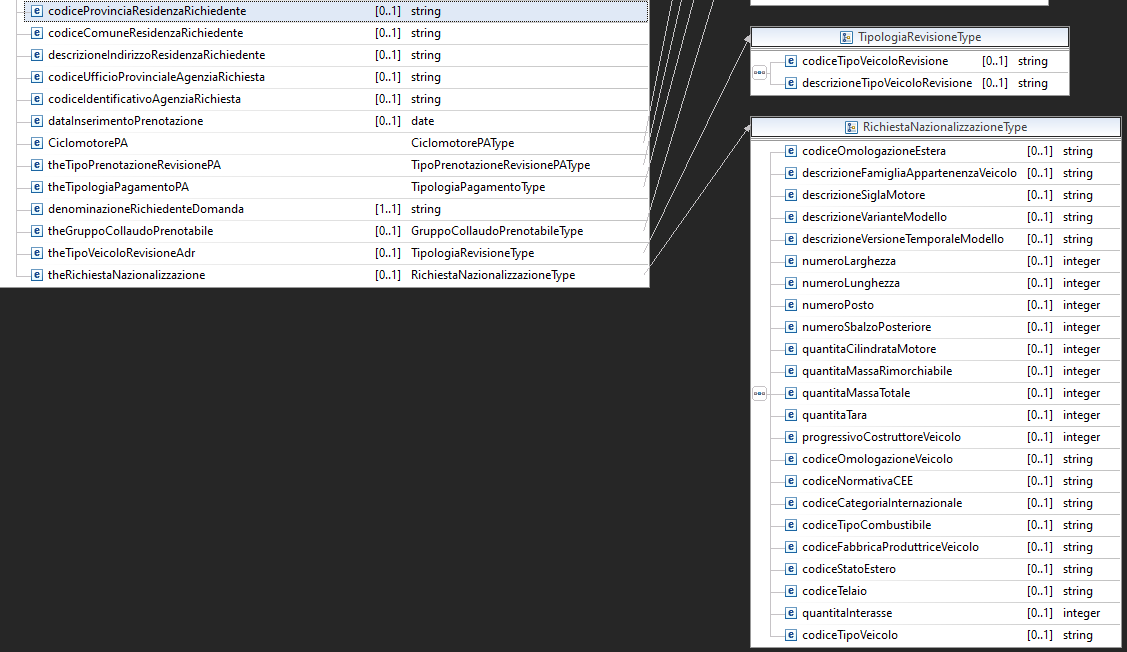 codiceProvinciaResidenzaRichiedente [0..1] string
codiceComuneResidenzaRichiedente [0..1] string
descrizioneIndirizzoResidenzaRichiedente [0..1] string
codiceUfficioProvincialeAgenziaRichiesta [0..1] string
codiceIdentificativoAgenziaRichiesta [0..1] string
dataInserimentoPrenotazione [0..1] date
CiclomotorePA CiclomotorePAType
theTipoPrenotazioneRevisionePA TipoPrenotazioneRevisionePAType
theTipologiaPagamentoPA TipologiaPagamentoType
denominazioneRichiedenteDomanda [1..1] string
theGruppoCollaudoPrenotabile [0..1] GruppoCollaudoPrenotabileType
theTipoVeicoloRevisioneAdr [0..1] TipologiaRevisioneType
theRichiestaNazionalizzazione [0..1] RichiestaNazionalizzazioneType
TipologiaRevisioneType
codiceTipoVeicoloRevisione [0..1] string
descrizioneTipoVeicoloRevisione [0..1] string
RichiestaNazionalizzazioneType
codiceOmologazioneEstera [0..1] string
descrizioneFamigliaAppartenenzaVeicolo [0..1] string
descrizioneSiglaMotore [0..1] string
descrizioneVarianteModello [0..1] string
descrizioneVersioneTemporaleModello [0..1] string
numeroLarghezza [0..1] integer
numeroLunghezza [0..1] integer
numeroPosto [0..1] integer
numeroSbalzoPosteriore [0..1] integer
quantitaCilindrataMotore [0..1] integer
quantitaMassaRimorchiabile [0..1] integer
quantitaMassaTotale [0..1] integer
quantitaTara [0..1] integer
progressivoCostruttoreVeicolo [0..1] integer
codiceOmologazioneVeicolo [0..1] string
codiceNormativaCEE [0..1] string
codiceCategoriaInternazionale [0..1] string
codiceTipoCombustibile [0..1] string
codiceFabbricaProduttriceVeicolo [0..1] string
codiceStatoEstero [0..1] string
codiceTelaio [0..1] string
quantitaInterasse [0..1] integer
codiceTipoVeicolo [0..1] string